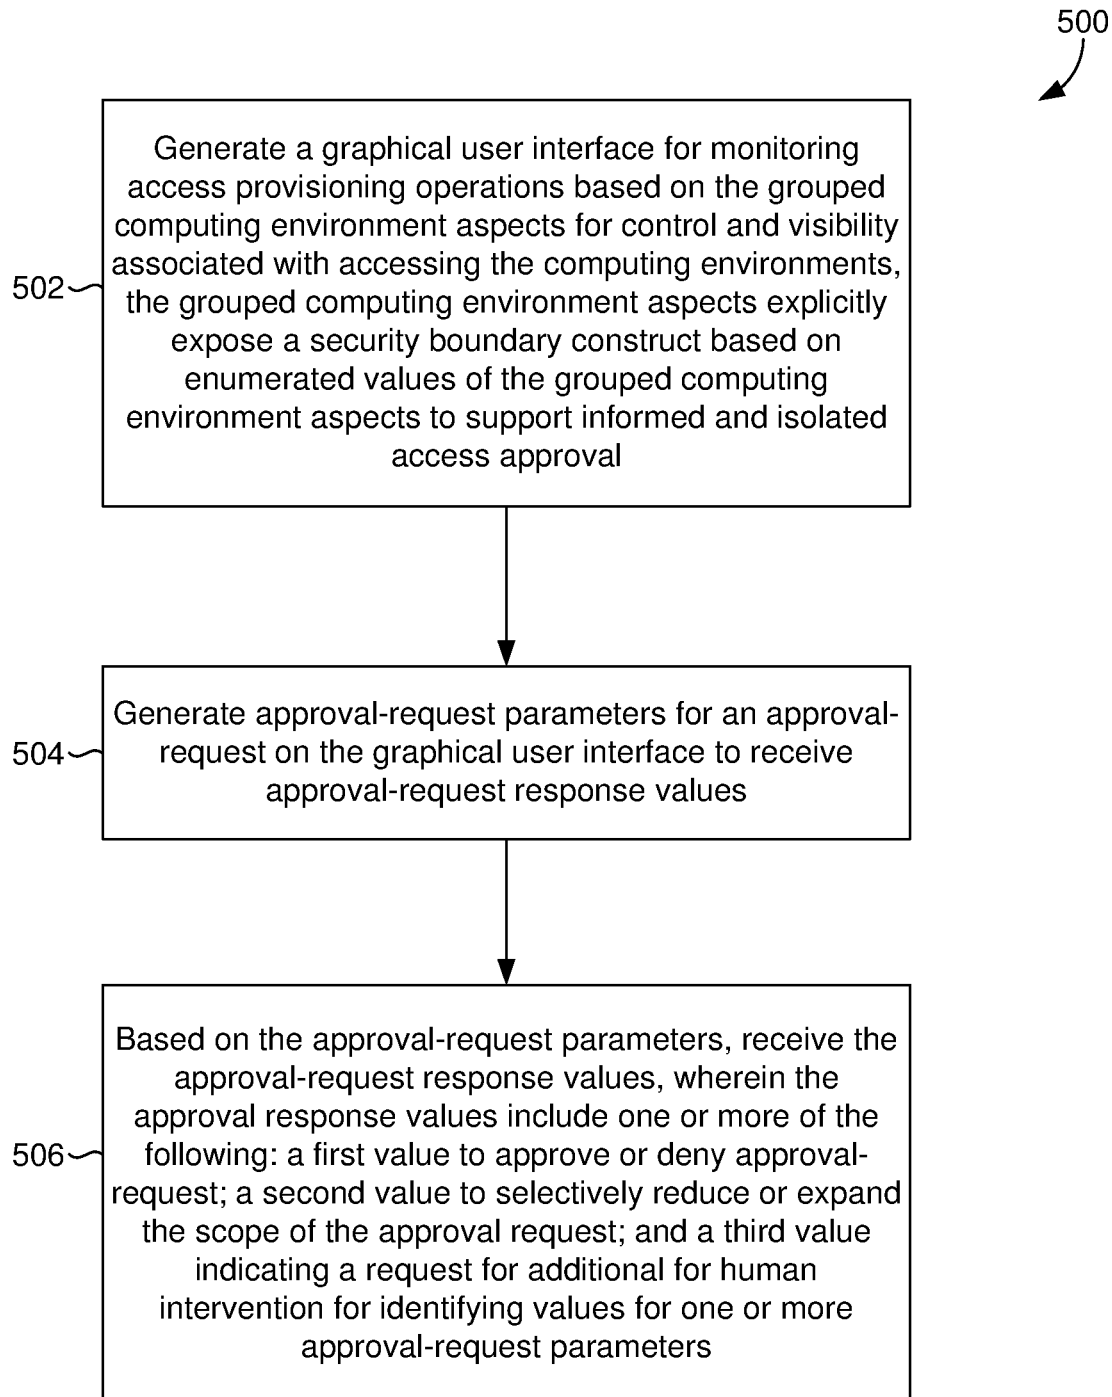 500
Generate a graphical user interface for monitoring
access provisioning operations based on the grouped
computing environment aspects for control and visibility
associated with accessing the computing environments,
502
the grouped computing environment aspects explicitly
expose a security boundary construct based on
enumerated values of the grouped computing
environment aspects to support informed and isolated
access approval
Generate approval-request parameters for an approval-
504
request on the graphical user interface to receive
approval-request response values
Based on the approval-request parameters, receive the
approval-request response values, wherein the
approval response values include one or more of the
506
following: a first value to approve or deny approval-
request; a second value to selectively reduce or expand
the scope of the approval request; and a third value
indicating a request for additional for human
intervention for identifying values for one or more
approval-request parameters